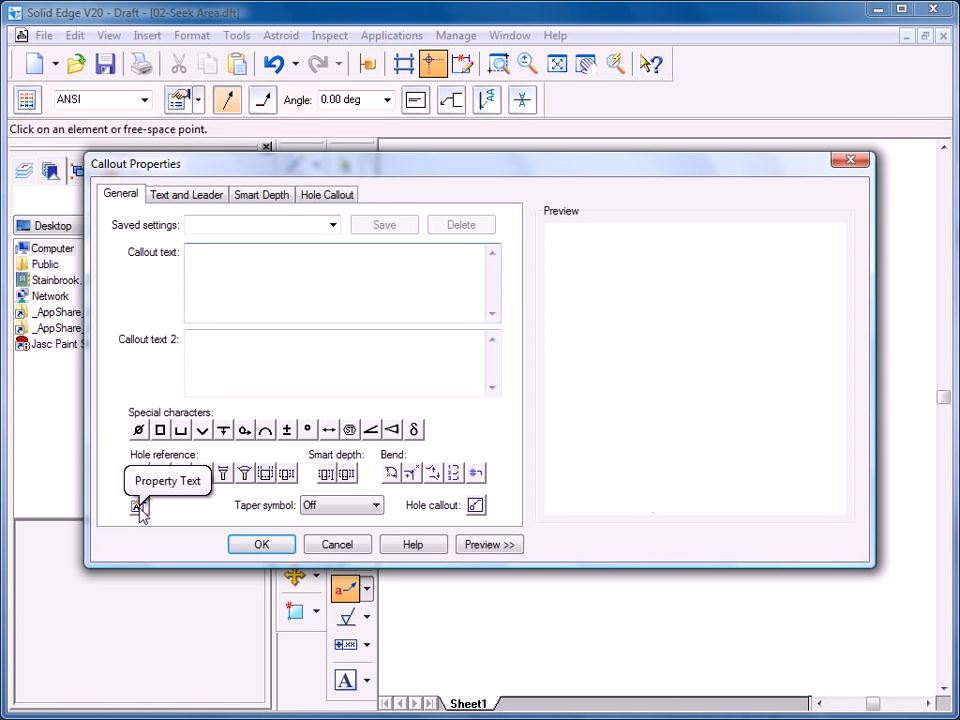 Solid Edge V20 - Draft - [02-Seek Area.dft]
File Edit View Insert Format Tools Astroid Inspect Applications Manage Window Help
ANSI Angle: 0.00 deg
Click on an element or free-space point.
Callout Properties
General Text and Leader Smart Depth Hole Callout
Saved settings: Save Delete
Preview
Desktop
Callout text:
Computer
Public
Stainbrook,
Network
_AppShare_
_AppShare_
Callout text 2:
Jasc Paint S
Special characters:
Hole reference: Smart depth: Bend:
Property Text
Taper symbol: Off Hole callout:
OK Cancel Help Preview >>
Sheet1